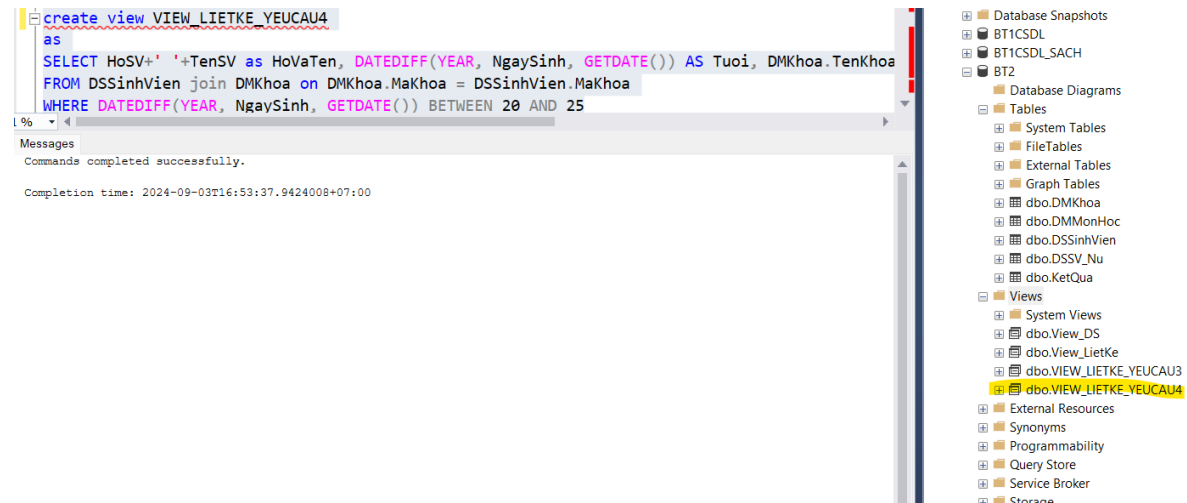 create view VIEW_LIETKE_YEUCAU4
as
SELECT HoSV+' '+TenSV as HoVaTen, DATEDIFF(YEAR, NgaySinh, GETDATE()) AS Tuoi, DMKhoa.TenKhoa
FROM DSSinhVien join DMKhoa on DMKhoa.MaKhoa = DSSinhVien.MaKhoa
WHERE DATEDIFF(YEAR, NgaySinh, GETDATE()) BETWEEN 20 AND 25
1 %
Messages
Commands completed successfully.
Completion time: 2024-09-03T16:53:37.9424008+07:00
Database Snapshots
BT1CSDL
BT1CSDL_SACH
BT2
Database Diagrams
Tables
System Tables
FileTables
External Tables
Graph Tables
dbo.DMKhoa
dbo.DMMonHoc
dbo.DSSinhVien
dbo.DSSV_Nu
dbo.KetQua
Views
System Views
dbo.View_DS
dbo.View_LietKe
dbo.VIEW_LIETKE_YEUCAU3
dbo.VIEW_LIETKE_YEUCAU4
External Resources
Synonyms
Programmability
Query Store
Service Broker
Storage